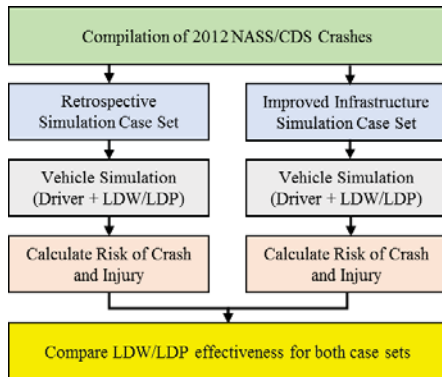 Compilation of 2012 NASS/CDS Crashes
Retrospective
Simulation Case Set
Improved Infrastructure
Simulation Case Set
Vehicle Simulation
(Driver + LDW/LDP)
Vehicle Simulation
(Driver + LDW/LDP)
Calculate Risk of Crash
and Injury
Calculate Risk of Crash
and Injury
Compare LDW/LDP effectiveness for both case sets